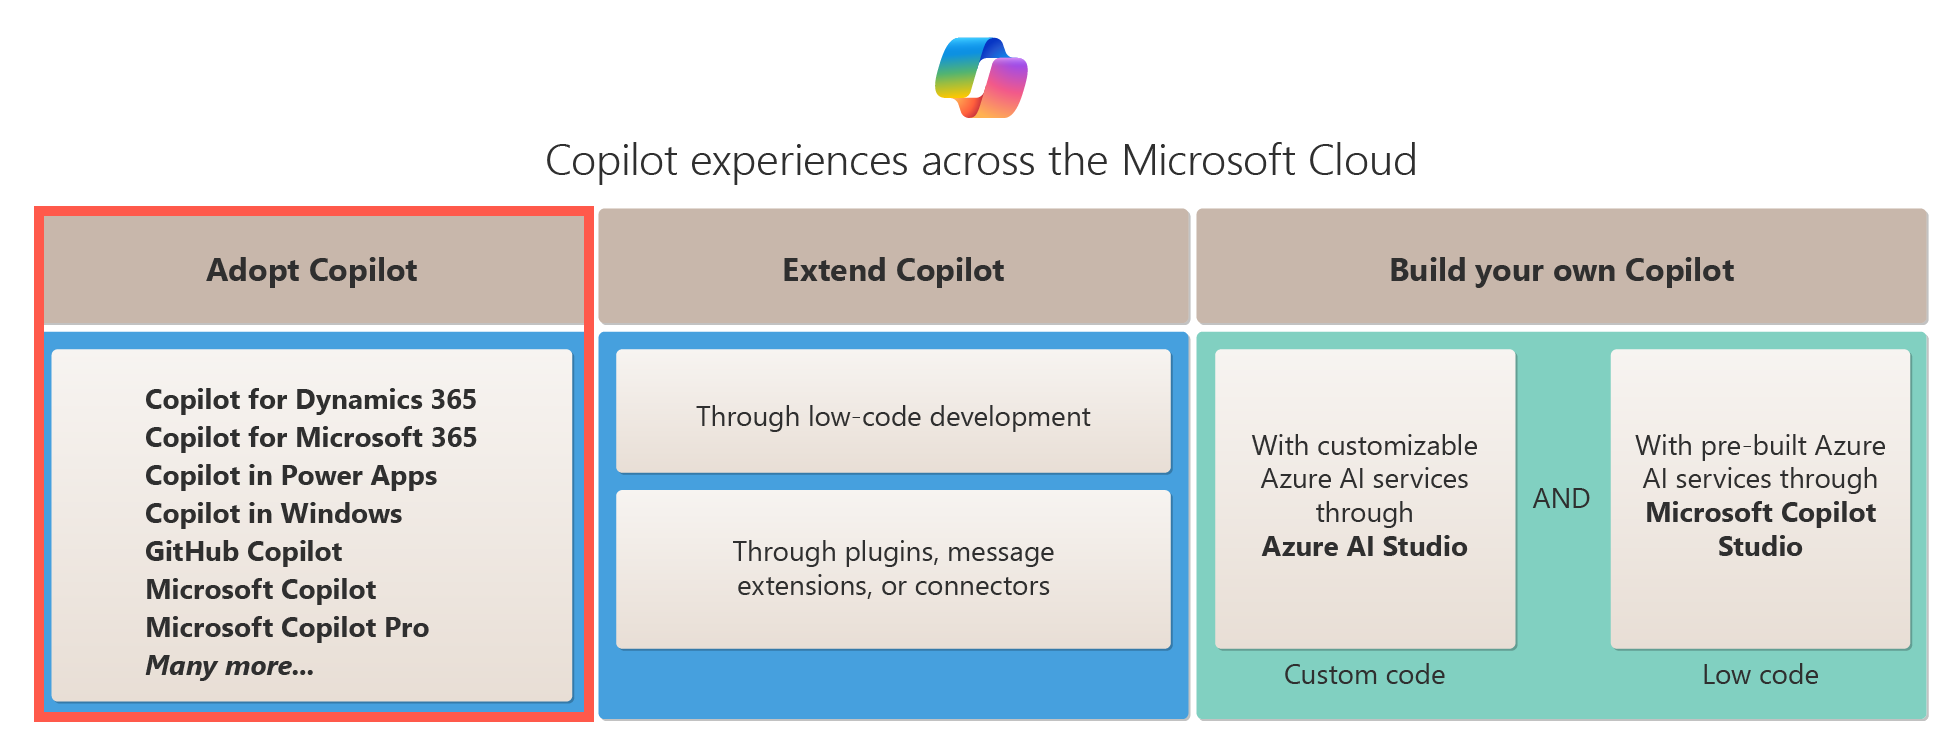 Copilot experiences across the Microsoft Cloud
Adopt Copilot
Copilot for Dynamics 365
Copilot for Microsoft 365
Copilot in Power Apps
Copilot in Windows
GitHub Copilot
Microsoft Copilot
Microsoft Copilot Pro
Many more...
Extend Copilot
Through low-code development
Through plugins, message
extensions, or connectors
Build your own Copilot
With customizable
Azure AI services
through
Azure AI Studio
Custom code
AND
With pre-built Azure
AI services through
Microsoft Copilot
Studio
Low code